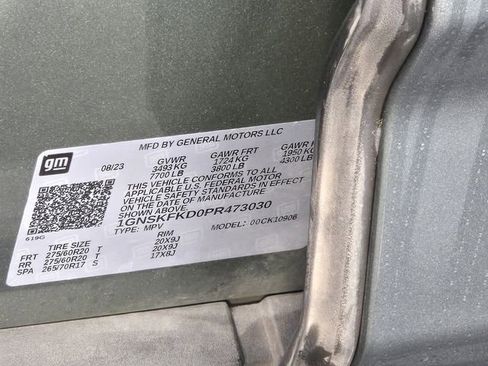 MFD BY GENERAL MOTORS LLC
gm
08/23 GVWR GAWR FRT GAWR
3493 KG 1724 KG 1950 KG
7700 LB 3800 LB 4300 LB
THIS VEHICLE CONFORMS TO ALL
APPLICABLE U.S. FEDERAL MOTOR
VEHICLE SAFETY STANDARDS IN EFFECT
ON THE DATE OF MANUFACTURE
SHOWN ABOVE.
1GNSKFKD0PR473030
TYPE: MPV MODEL: 00CK10906
619C
TIRE SIZE RIM
FRT 275/60R20 T 20X9J
RR 275/60R20 T 20X9J
SPA 265/70R17 S 17X8J